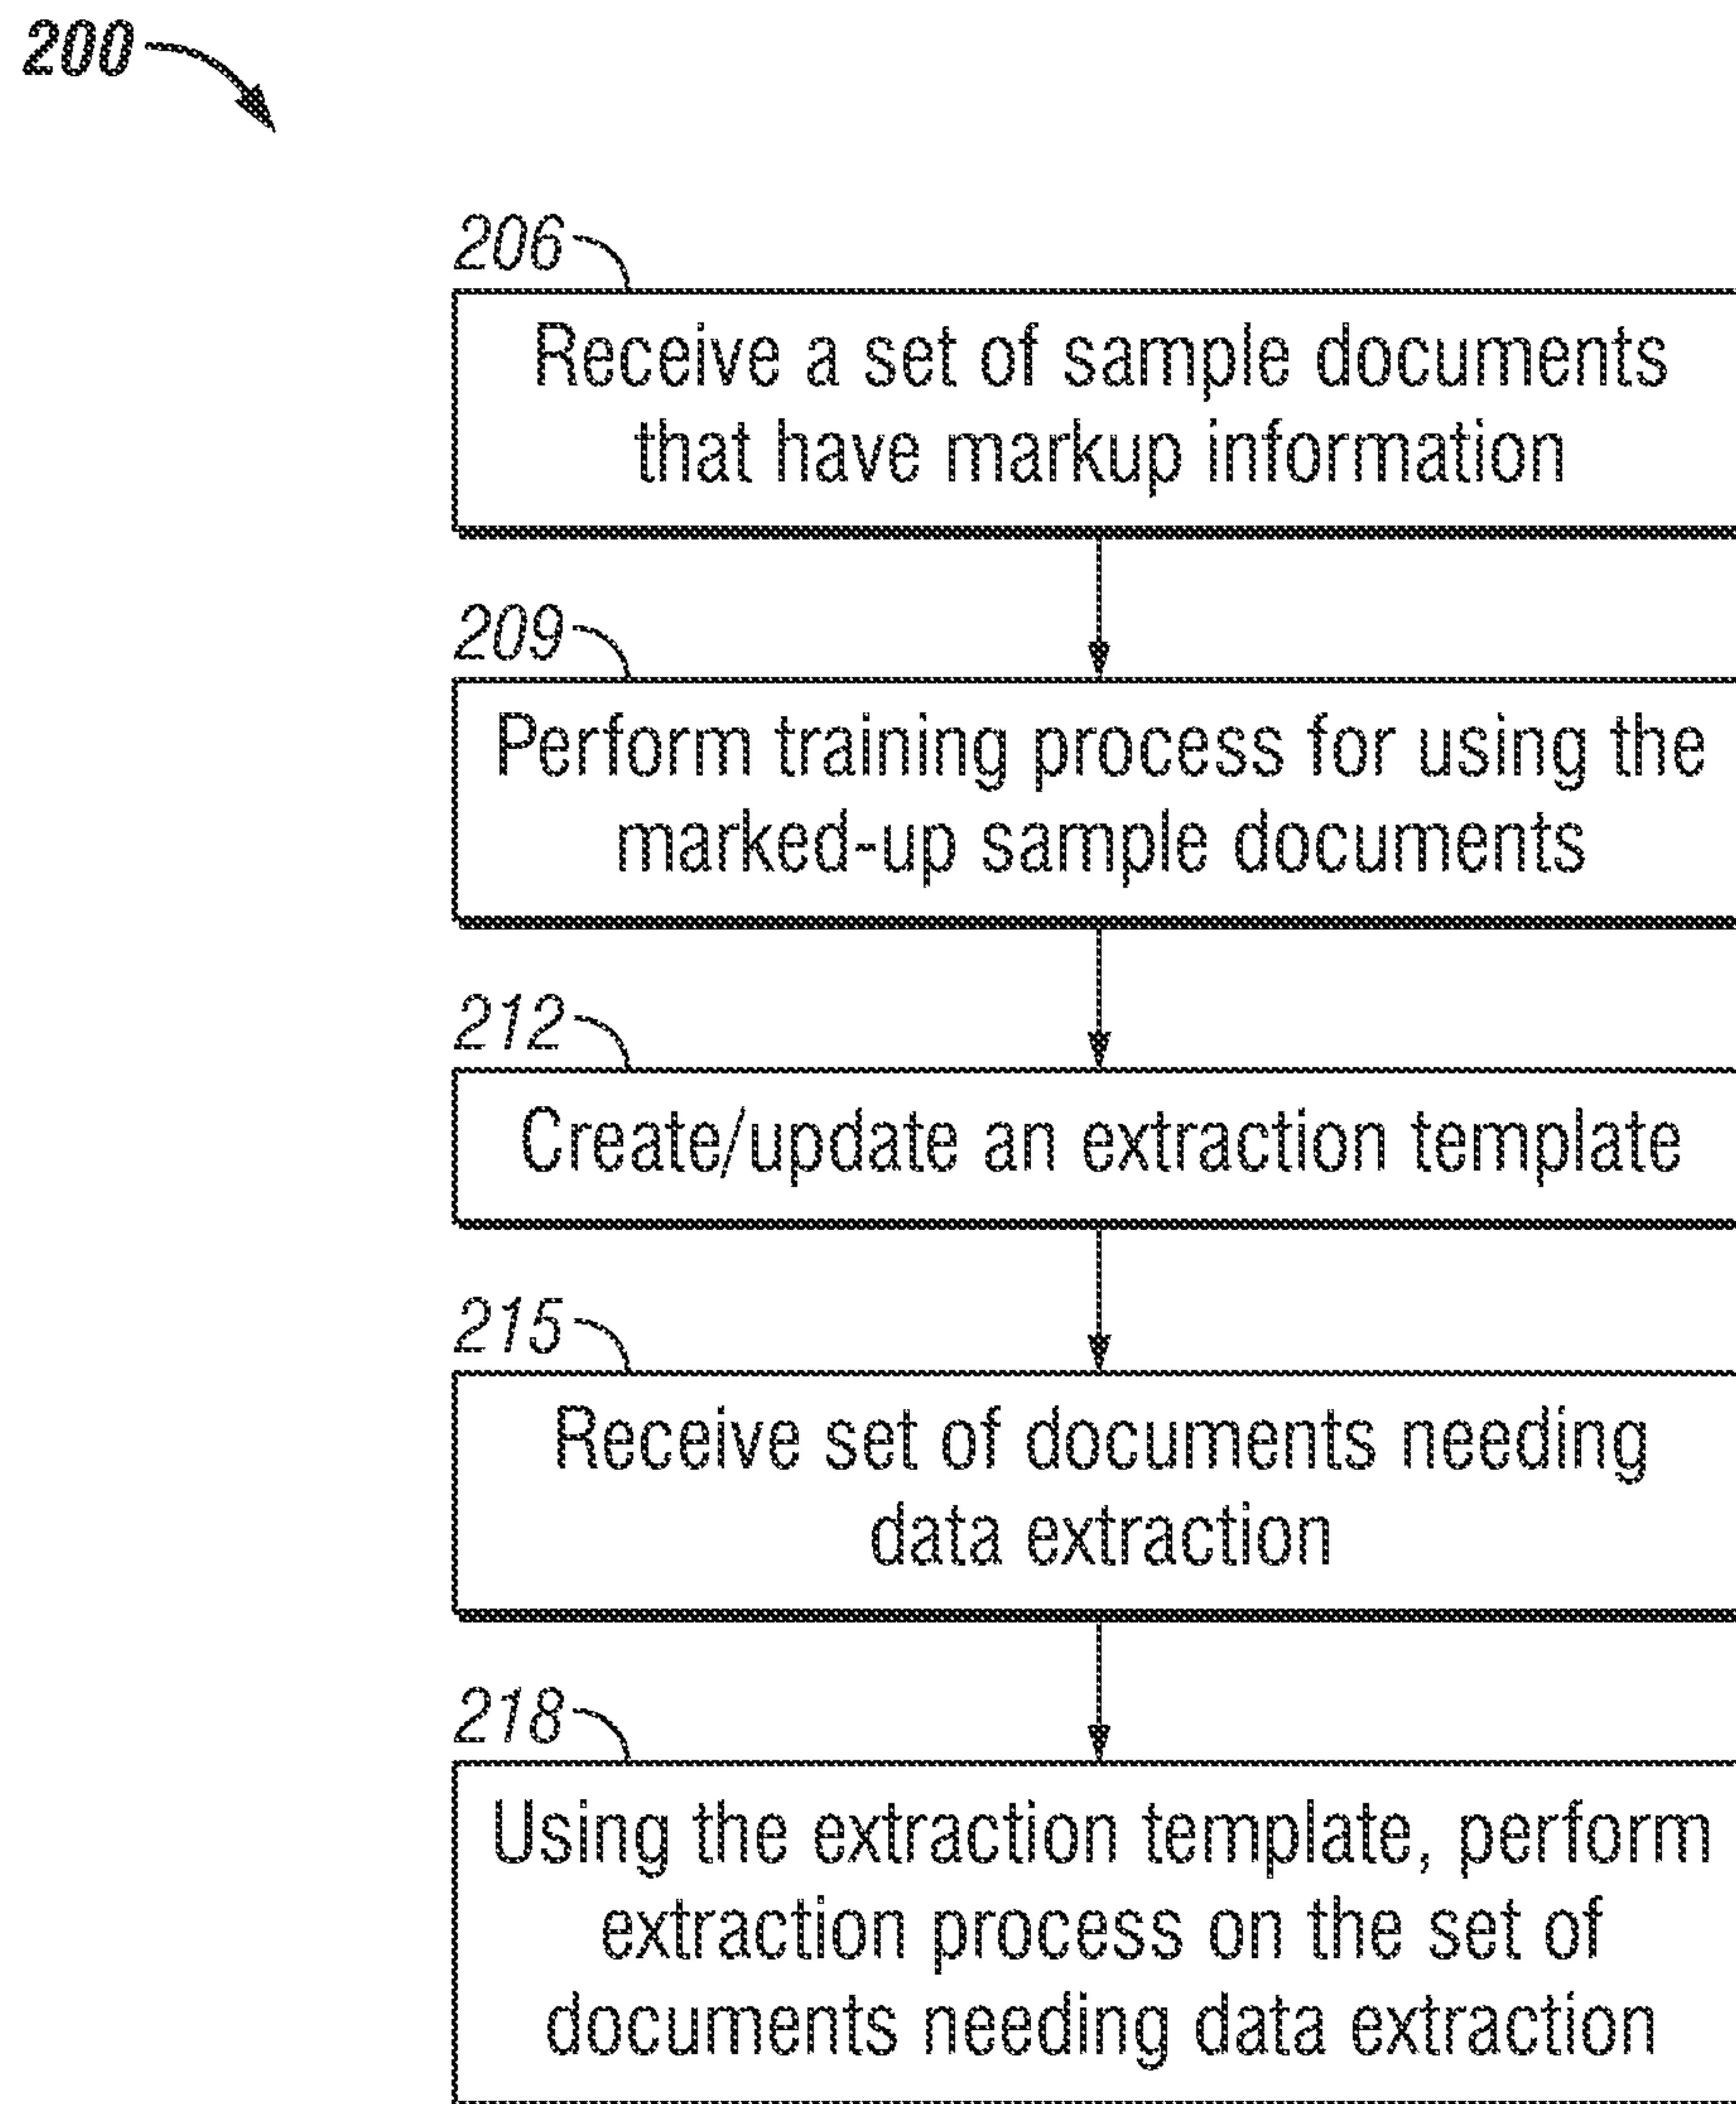 200
206
Receive a set of sample documents
that have markup information
209
Perform training process for using the
marked-up sample documents
212
Create/update an extraction template
215
Receive set of documents needing
data extraction
218
Using the extraction template, perform
extraction process on the set of
documents needing data extraction